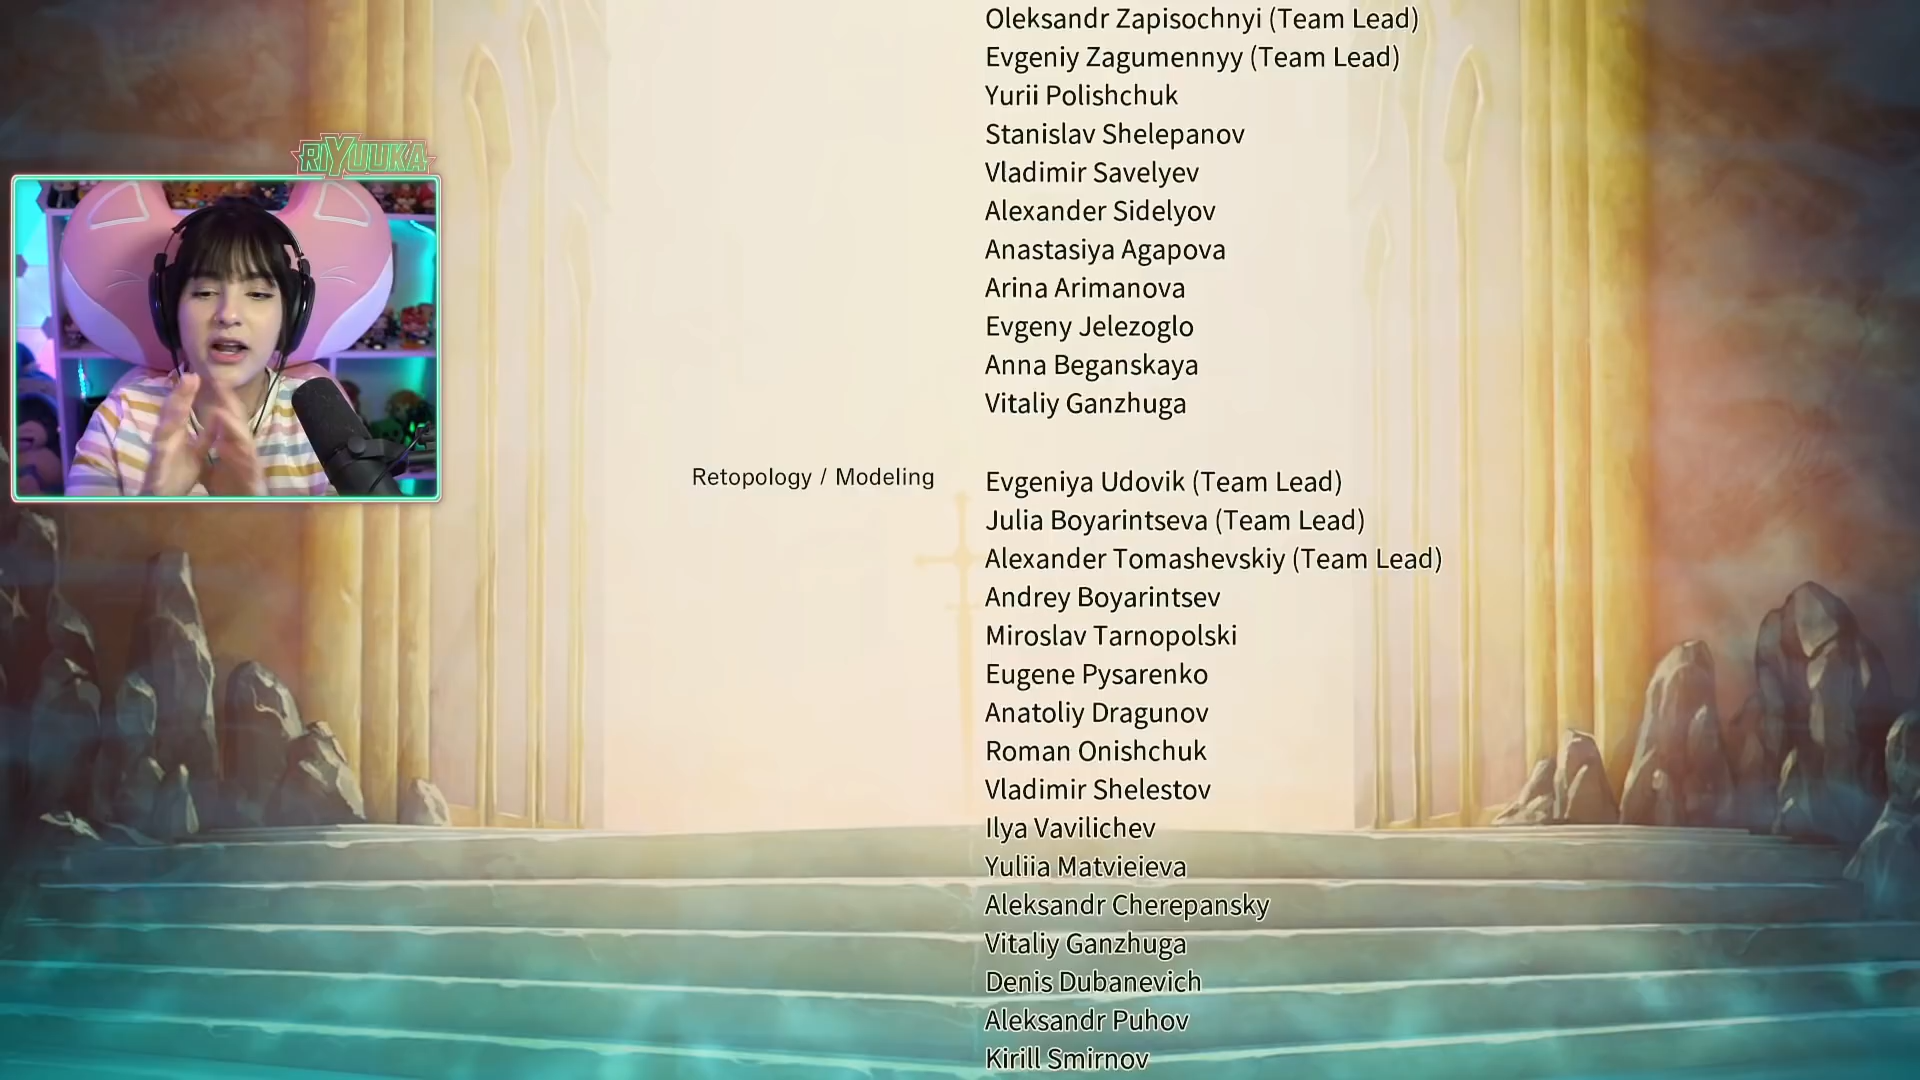 Oleksandr Zapisochnyi (Team Lead)
Evgeniy Zagumennyy (Team Lead)
Yurii Polishchuk
Stanislav Shelepanov
Vladimir Savelyev
Alexander Sidelyov
Anastasiya Agapova
Arina Arimanova
Evgeny Jelezoglo
Anna Beganskaya
Vitaliy Ganzhuga
RIYUUKA
Retopology / Modeling
Evgeniya Udovik (Team Lead)
Julia Boyarintseva (Team Lead)
Alexander Tomashevskiy (Team Lead)
Andrey Boyarintsev
Miroslav Tarnopolski
Eugene Pysarenko
Anatoliy Dragunov
Roman Onishchuk
Vladimir Shelestov
Ilya Vavilichev
Yuliia Matvieieva
Aleksandr Cherepansky
Vitaliy Ganzhuga
Denis Dubanevich
Aleksandr Puhov
Kirill Smirnov